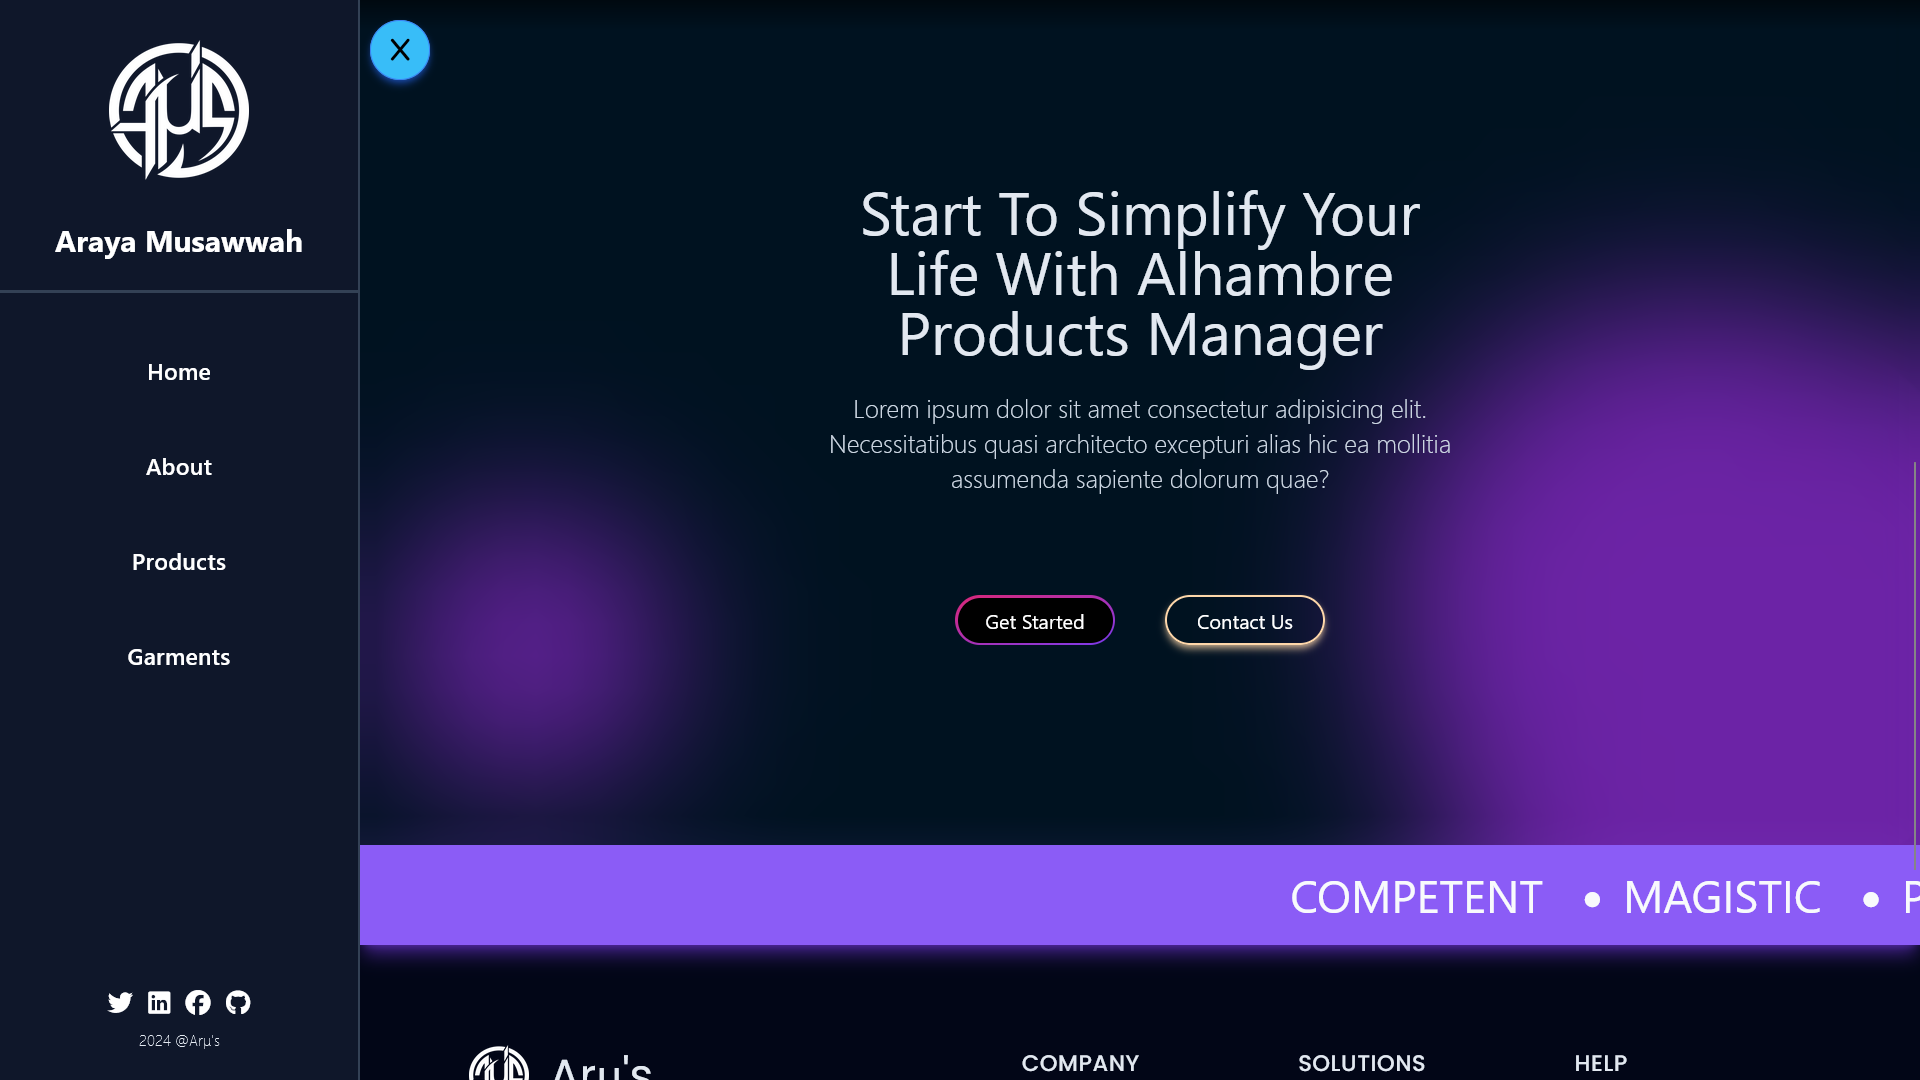 Araya Musawwah
Home
About
Products
Garments
2024 @Arμ's
X
Start To Simplify Your
Life With Alhambre
Products Manager
Lorem ipsum dolor sit amet consectetur adipisicing elit.
Necessitatibus quasi architecto excepturi alias hic ea mollitia
assumenda sapiente dolorum quae?
Get Started
Contact Us
COMPETENT • MAGISTIC • P
Arμ's
COMPANY
SOLUTIONS
HELP